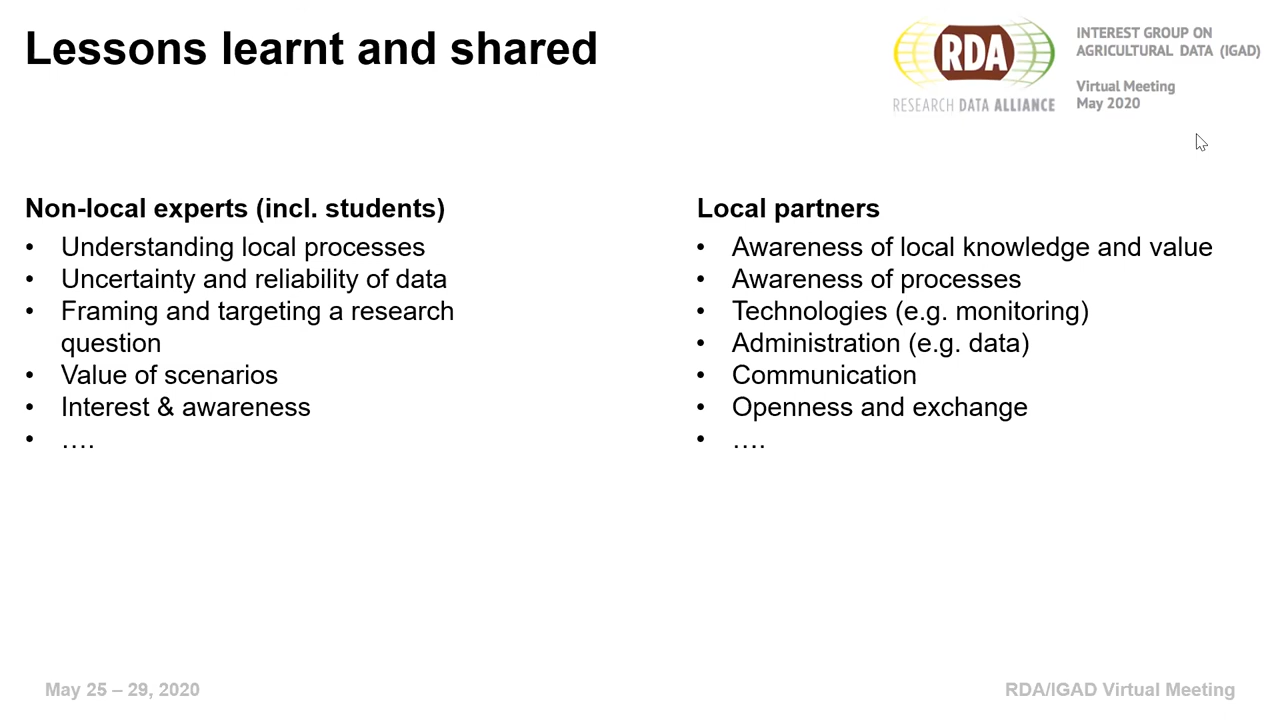 Lessons learnt and shared
RDA
RESEARCH DATA ALLIANCE
INTEREST GROUP ON
AGRICULTURAL DATA (IGAD)
Virtual Meeting
May 2020
Non-local experts (incl. students)
• Understanding local processes
• Uncertainty and reliability of data
• Framing and targeting a research
question
• Value of scenarios
• Interest & awareness
• ….
Local partners
• Awareness of local knowledge and value
• Awareness of processes
• Technologies (e.g. monitoring)
• Administration (e.g. data)
• Communication
• Openness and exchange
• ….
May 25 – 29, 2020
RDA/IGAD Virtual Meeting